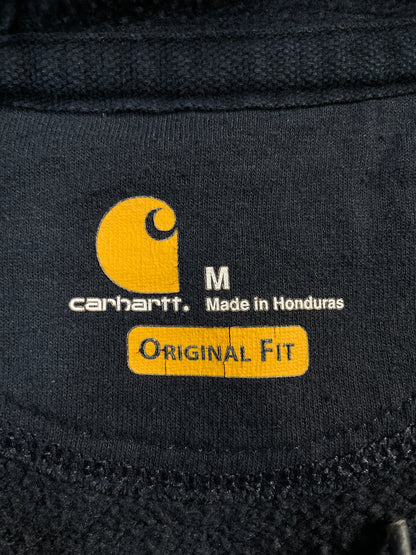 M
carhartt. Made in Honduras
ORIGINAL FIT